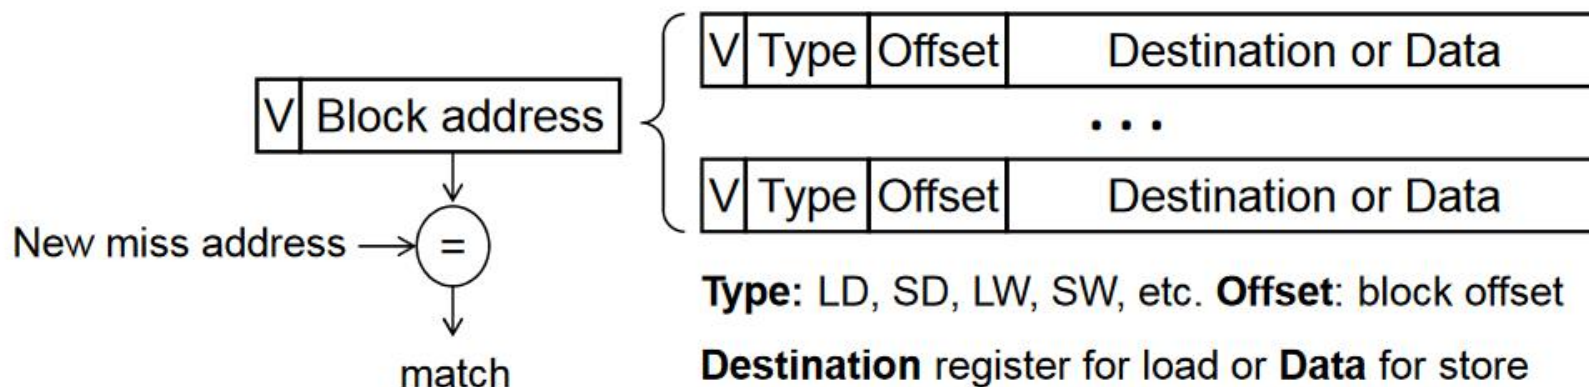 V Type Offset Destination or Data
V Block address
. . .
V Type Offset Destination or Data
New miss address =
Type: LD, SD, LW, SW, etc. Offset: block offset
match
Destination register for load or Data for store